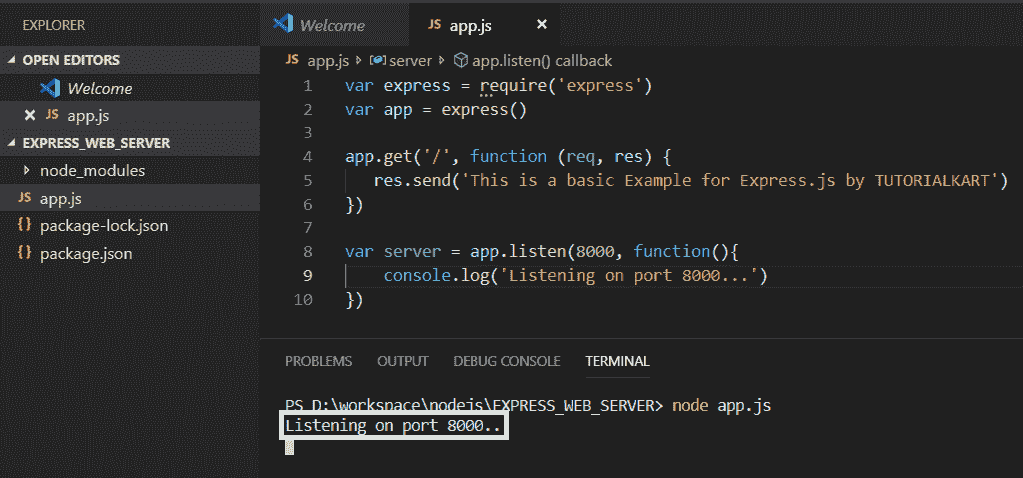 EXPLORER
OPEN EDITORS
Welcome
JS app.js
EXPRESS_WEB_SERVER
node_modules
JS app.js
{} package-lock.json
{} package.json
Welcome
JS app.js
JS app.js server app.listen() callback
1 var express = require('express')
2 var app = express()
3
4 app.get('/', function (req, res) {
5 res.send('This is a basic Example for Express.js by TUTORIALKART')
6 })
7
8 var server = app.listen(8000, function(){
9 console.log('Listening on port 8000...')
10 })
PROBLEMS OUTPUT DEBUG CONSOLE TERMINAL
PS D:\workspace\nodejs\EXPRESS_WEB_SERVER> node app.js
Listening on port 8000..